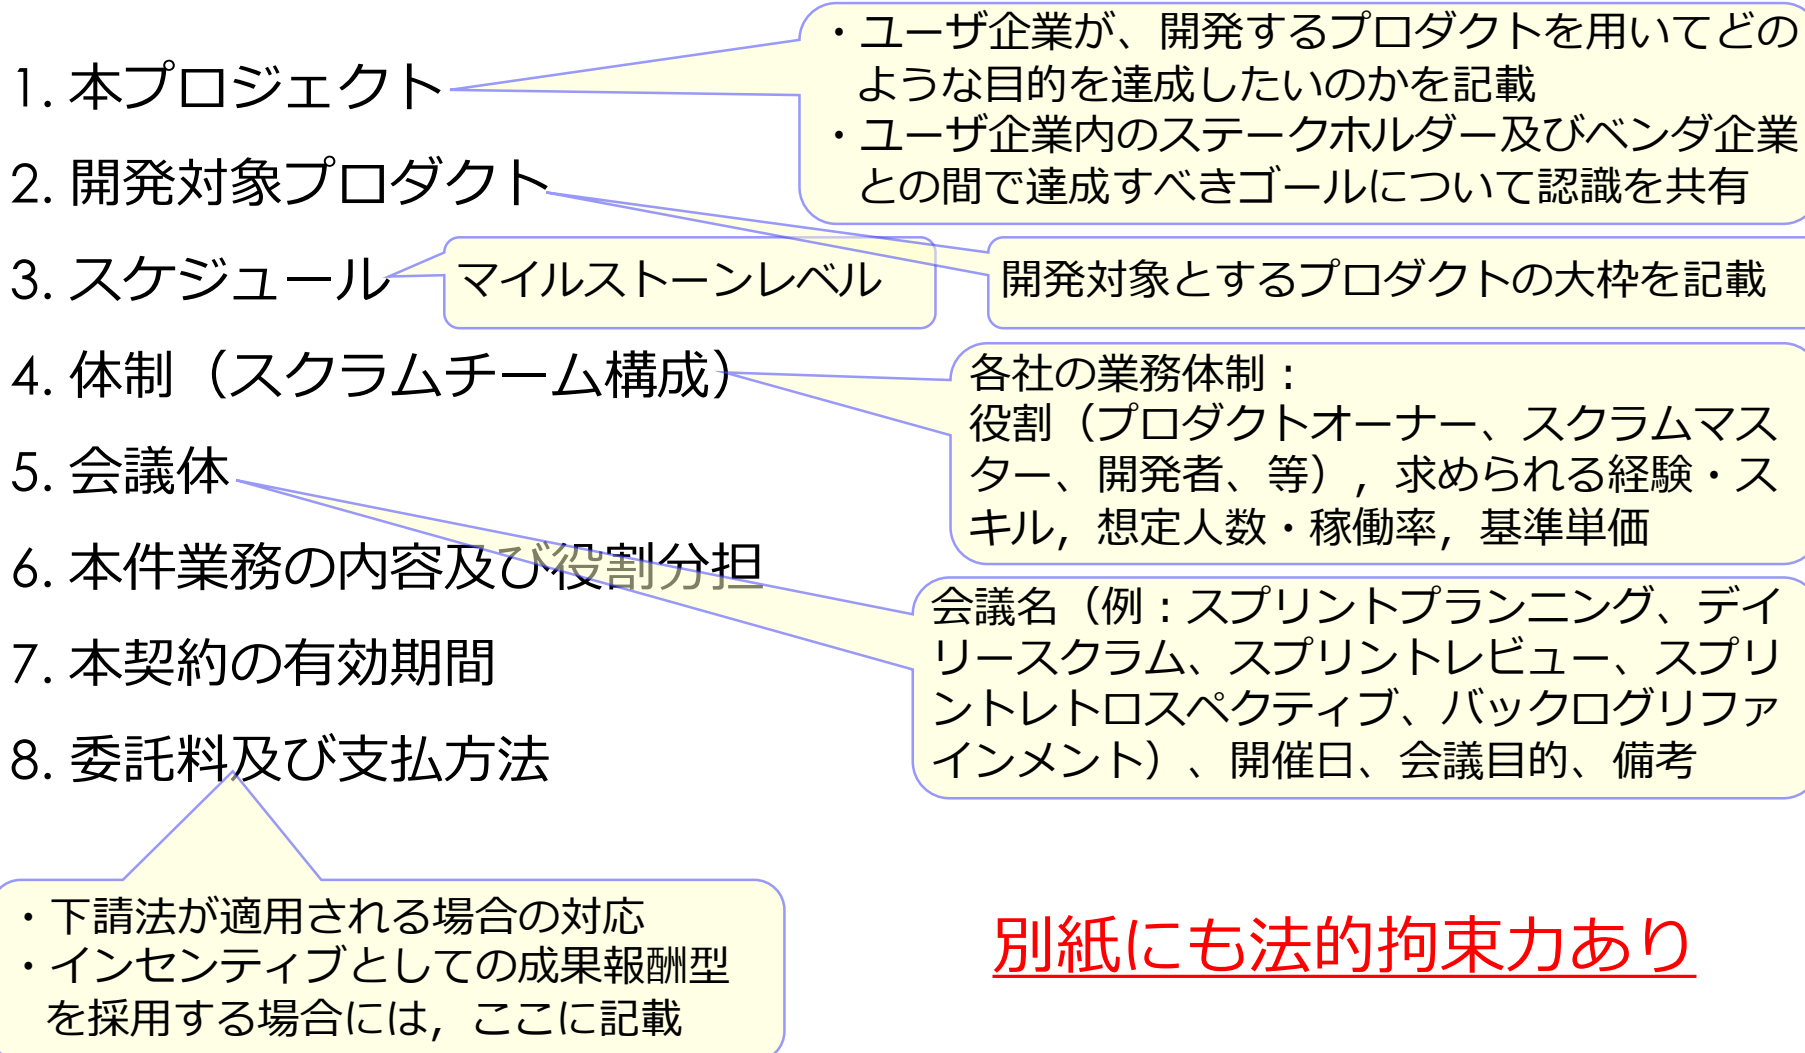 1. 本プロジェクト
・ユーザ企業が、開発するプロダクトを用いてどの
ような目的を達成したいのかを記載
・ユーザ企業内のステークホルダー及びベンダ企業
との間で達成すべきゴールについて認識を共有
2. 開発対象プロダクト
開発対象とするプロダクトの大枠を記載
3. スケジュール
マイルストーンレベル
4. 体制（スクラムチーム構成）
各社の業務体制：
役割（プロダクトオーナー、スクラムマス
ター、開発者、等），求められる経験・ス
キル，想定人数・稼働率，基準単価
5. 会議体
会議名（例：スプリントプランニング、デイ
リースクラム、スプリントレビュー、スプリ
ントレトロスペクティブ、バックログリファ
インメント）、開催日、会議目的、備考
6. 本件業務の内容及び役割分担
7. 本契約の有効期間
8. 委託料及び支払方法
・下請法が適用される場合の対応
・インセンティブとしての成果報酬型
を採用する場合には，ここに記載
別紙にも法的拘束力あり